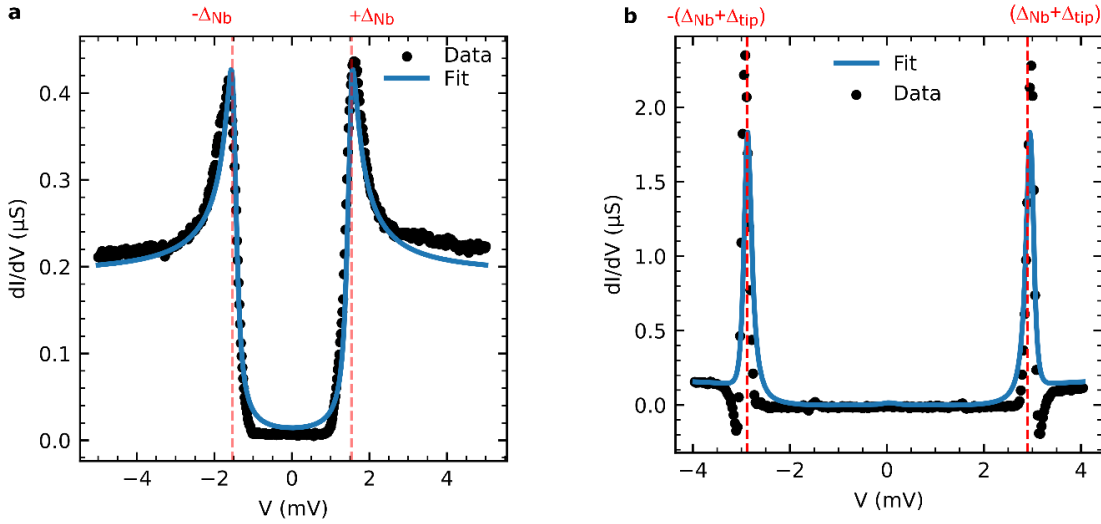 a
-ΔNb
+ΔNb
Data
Fit
0.4
0.3
0.2
0.1
0.0
dI/dV (µS)
−4
−2
0
2
4
V (mV)
b
-(ΔNb+Δtip)
(ΔNb+Δtip)
Fit
Data
2.0
1.5
1.0
0.5
0.0
dI/dV (µS)
−4
−2
0
2
4
V (mV)